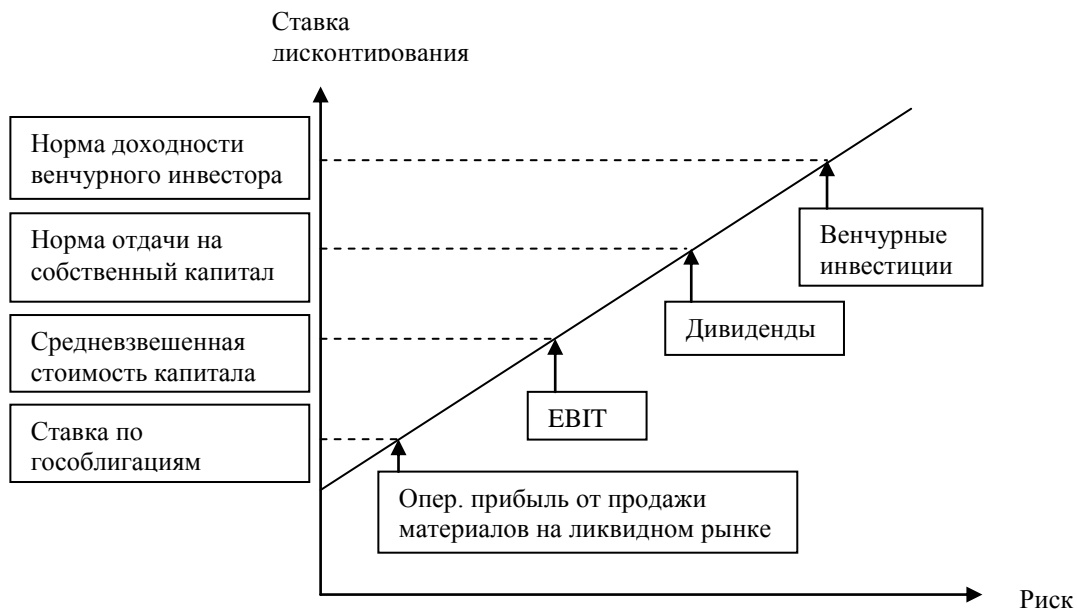 Ставка
дисконтирования
Норма доходности
венчурного инвестора
Норма отдачи на
собственный капитал
Средневзвешенная
стоимость капитала
Ставка по
гособлигациям
Венчурные
инвестиции
Дивиденды
EBIT
Опер. прибыль от продажи
материалов на ликвидном рынке
Риск